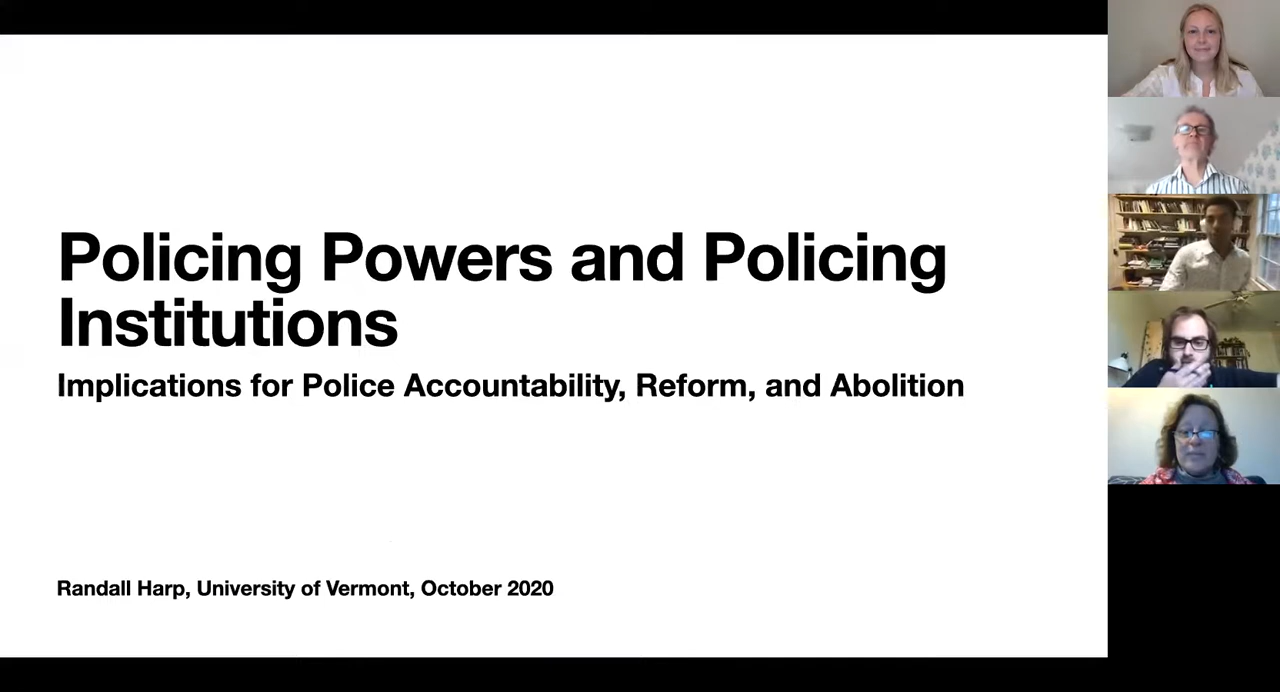 Policing Powers and Policing
Institutions
Implications for Police Accountability, Reform, and Abolition
Randall Harp, University of Vermont, October 2020